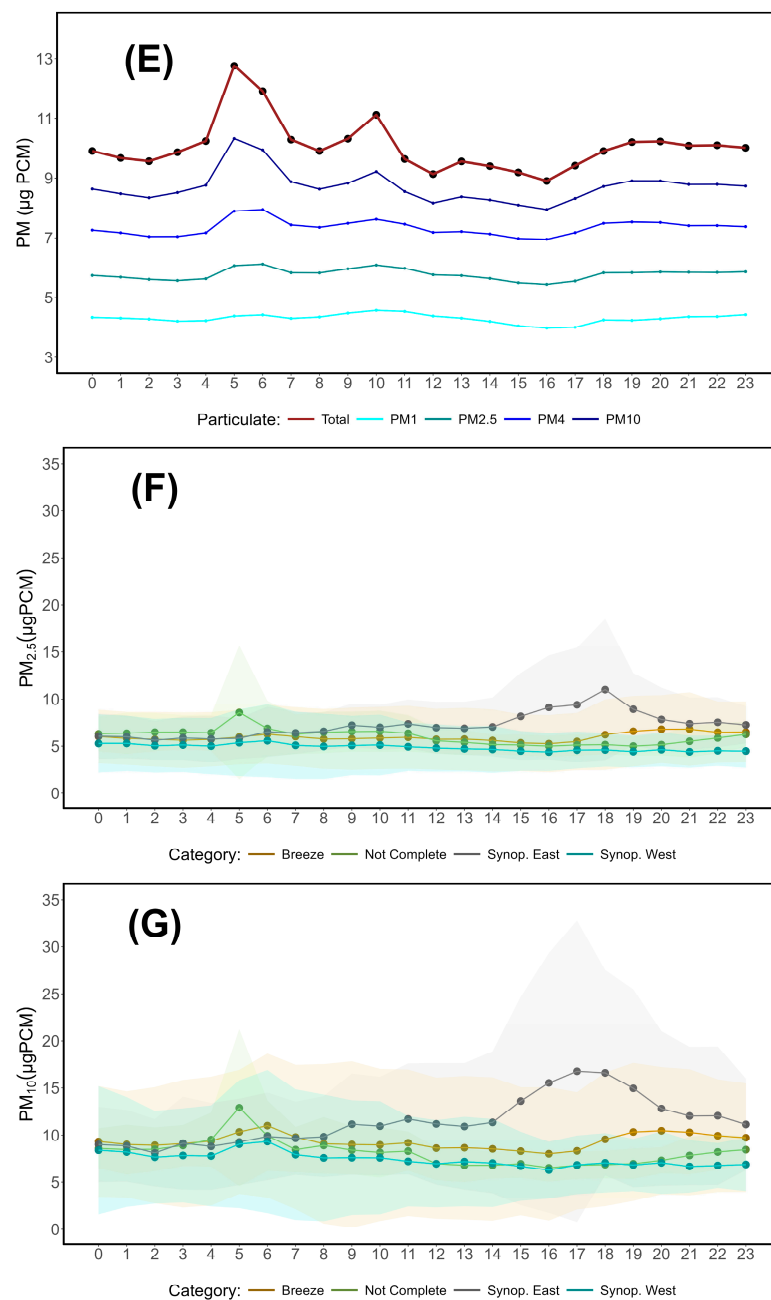 (E)
PM (µg PCM)
13
11
9
7
5
3
0 1 2 3 4 5 6 7 8 9 10 11 12 13 14 15 16 17 18 19 20 21 22 23
Particulate: Total PM1 PM2.5 PM4 PM10
(F)
PM2.5(µgPCM)
35
30
25
20
15
10
5
0
0 1 2 3 4 5 6 7 8 9 10 11 12 13 14 15 16 17 18 19 20 21 22 23
Category: Breeze Not Complete Synop. East Synop. West
(G)
PM10(µgPCM)
35
30
25
20
15
10
5
0
0 1 2 3 4 5 6 7 8 9 10 11 12 13 14 15 16 17 18 19 20 21 22 23
Category: Breeze Not Complete Synop. East Synop. West